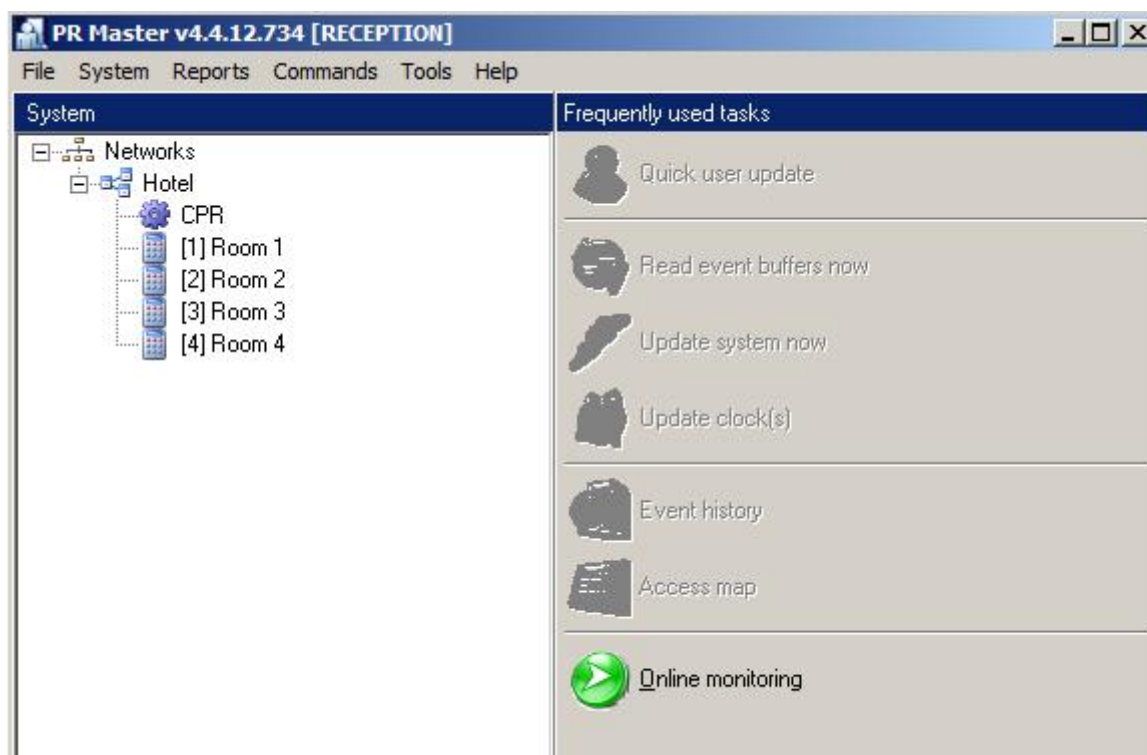 PR Master v4.4.12.734 [RECEPTION]
File System Reports Commands Tools Help
System
Networks
Hotel
CPR
[1] Room 1
[2] Room 2
[3] Room 3
[4] Room 4
Frequently used tasks
Quick user update
Read event buffers now
Update system now
Update clock(s)
Event history
Access map
Online monitoring